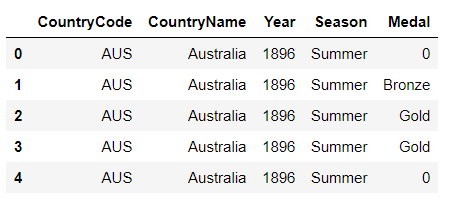 CountryCode CountryName Year Season Medal
0 AUS Australia 1896 Summer 0
1 AUS Australia 1896 Summer Bronze
2 AUS Australia 1896 Summer Gold
3 AUS Australia 1896 Summer Gold
4 AUS Australia 1896 Summer 0